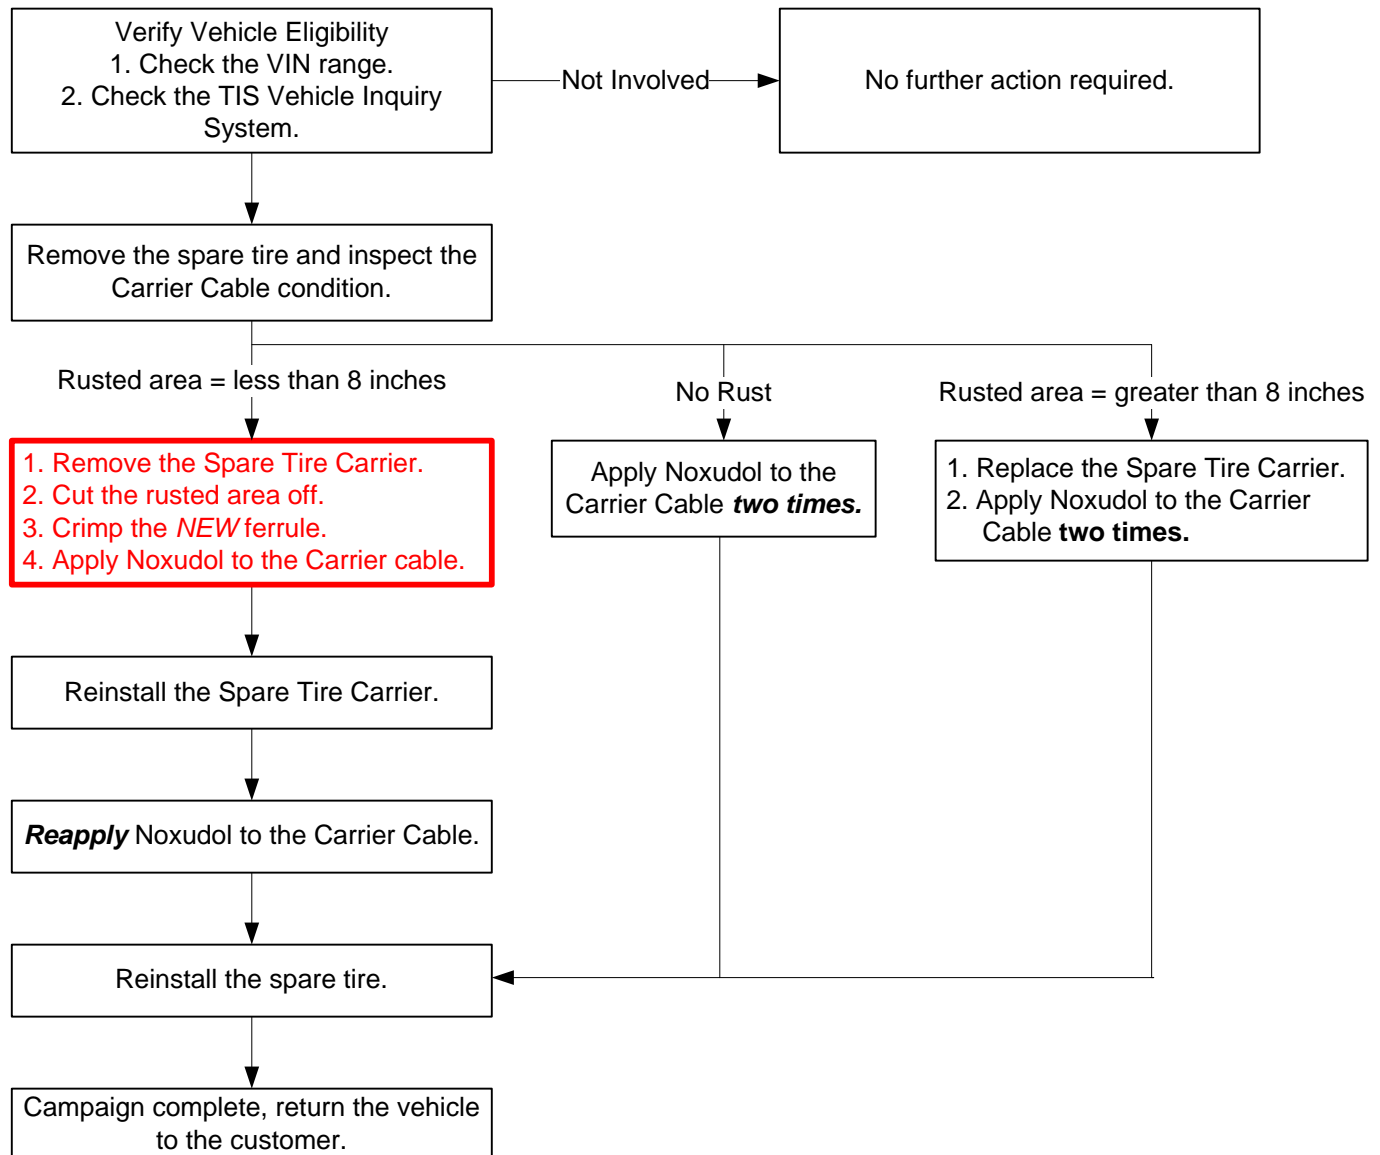 Verify Vehicle Eligibility
1. Check the VIN range.
2. Check the TIS Vehicle Inquiry
System.
Not Involved
No further action required.
Remove the spare tire and inspect the
Carrier Cable condition.
Rusted area = less than 8 inches
No Rust
Rusted area = greater than 8 inches
1. Remove the Spare Tire Carrier.
2. Cut the rusted area off.
3. Crimp the NEW ferrule.
4. Apply Noxudol to the Carrier cable.
Apply Noxudol to the
Carrier Cable two times.
1. Replace the Spare Tire Carrier.
2. Apply Noxudol to the Carrier
Cable two times.
Reinstall the Spare Tire Carrier.
Reapply Noxudol to the Carrier Cable.
Reinstall the spare tire.
Campaign complete, return the vehicle
to the customer.